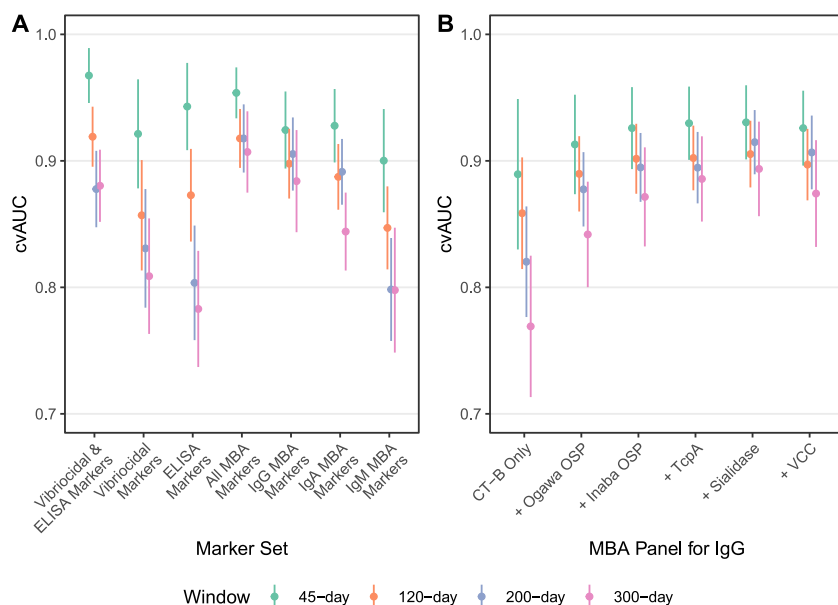 A
B
1.0
0.9
0.8
0.7
cvAUC
Vibriocidal &
ELISA Markers
Vibriocidal
Markers
ELISA
Markers
All MBA
Markers
IgG MBA
Markers
IgA MBA
Markers
IgM MBA
Markers
Marker Set
1.0
0.9
0.8
0.7
cvAUC
CT−B Only
+ Ogawa OSP
+ Inaba OSP
+ TcpA
+ Sialidase
+ VCC
MBA Panel for IgG
Window 45−day 120−day 200−day 300−day